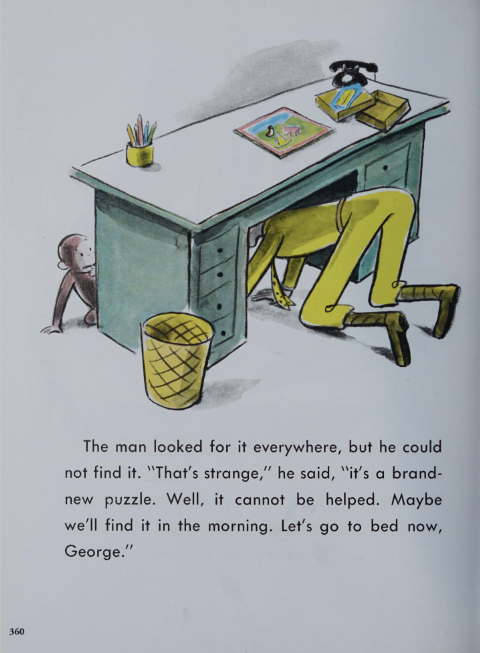 The man looked for it everywhere, but he could
not find it. "That's strange," he said, "it's a brand-
new puzzle. Well, it cannot be helped. Maybe
we'll find it in the morning. Let's go to bed now,
George."
360